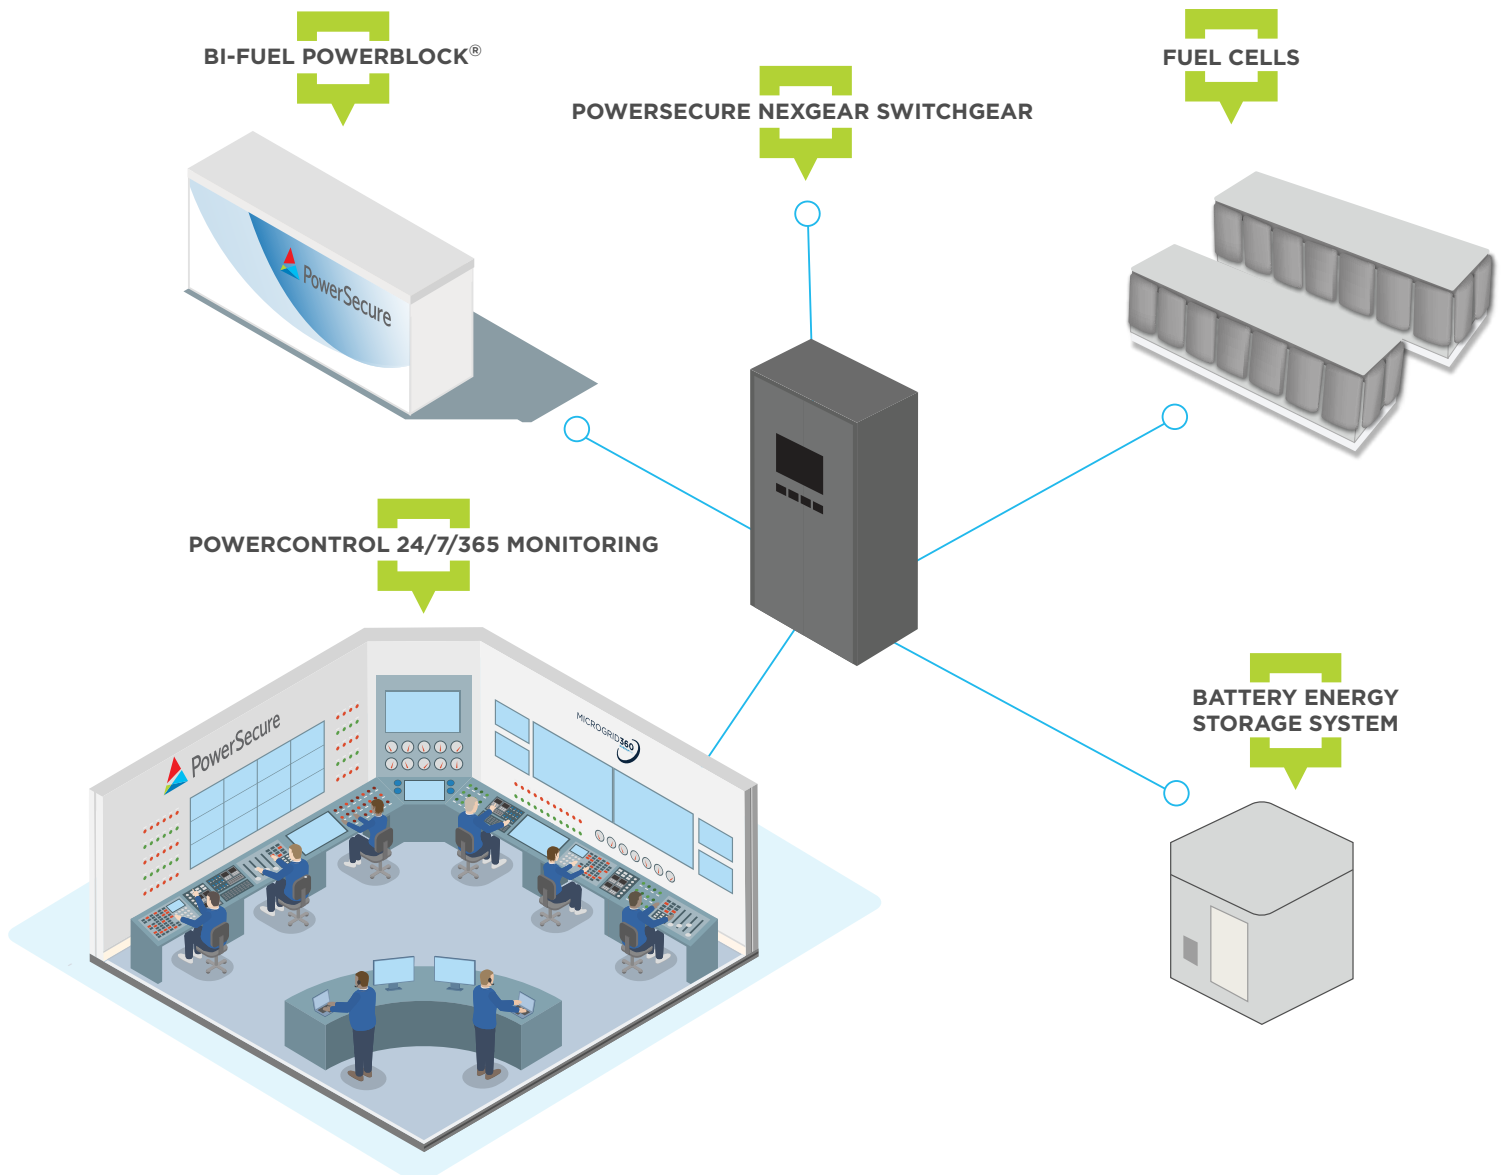 BI-FUEL POWERBLOCK®
FUEL CELLS
POWERSECURE NEXGEAR SWITCHGEAR
PowerSecure
POWERCONTROL 24/7/365 MONITORING
BATTERY ENERGY
STORAGE SYSTEM
PowerSecure
MICROGRID360